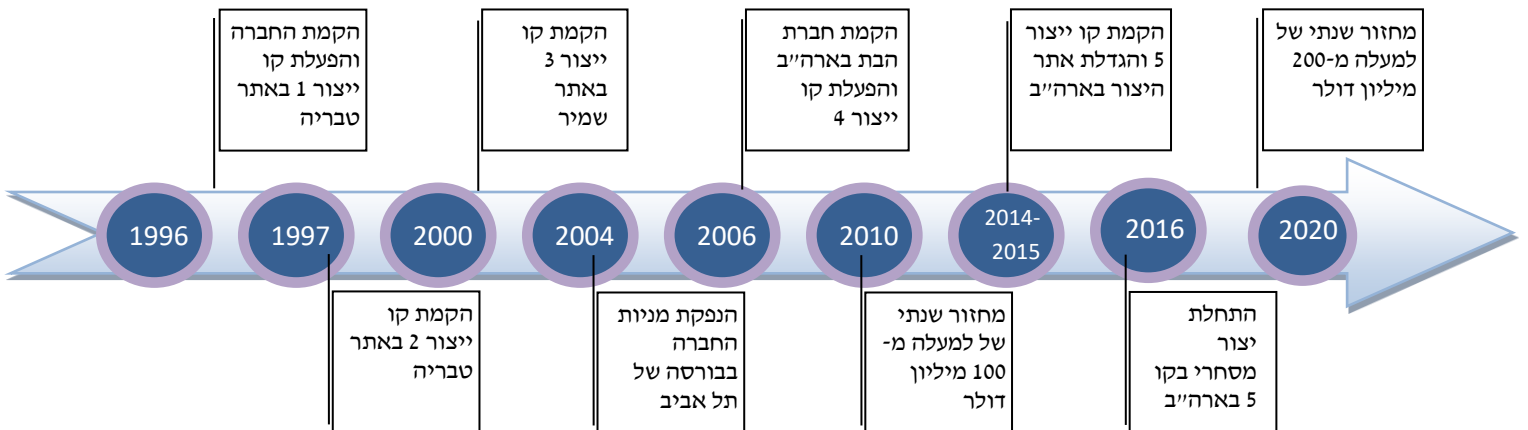 הקמת החברה
והפעלת קו
ייצור 1 באתר
טבריה
הקמת קו
ייצור 3
באתר
שמיר
הקמת חברת
הבת בארה״ב
והפעלת קו
ייצור 4
הקמת קו ייצור
5 והגדלת אתר
היצור בארה״ב
מחזור שנתי של
למעלה מ-200
מיליון דולר
1996
1997
2000
2004
2006
2010
2014-
2015
2016
2020
הקמת קו
ייצור 2 באתר
טבריה
הנפקת מניות
החברה
בבורסה של
תל אביב
מחזור שנתי
של למעלה מ-
100 מיליון
דולר
התחלת
יצור
מסחרי בקו
5 בארה״ב